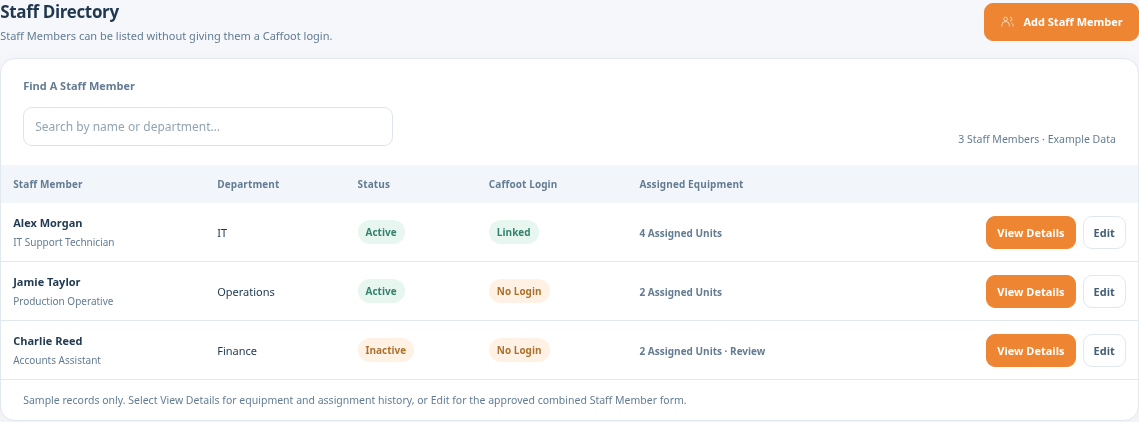 Staff Directory
Add Staff Member
Staff Members can be listed without giving them a Caffoot login.
Find A Staff Member
Search by name or department...
3 Staff Members · Example Data
Staff Member Department Status Caffoot Login Assigned Equipment
Alex Morgan
IT Support Technician
IT Active Linked 4 Assigned Units View Details Edit
Jamie Taylor
Production Operative
Operations Active No Login 2 Assigned Units View Details Edit
Charlie Reed
Accounts Assistant
Finance Inactive No Login 2 Assigned Units · Review View Details Edit
Sample records only. Select View Details for equipment and assignment history, or Edit for the approved combined Staff Member form.